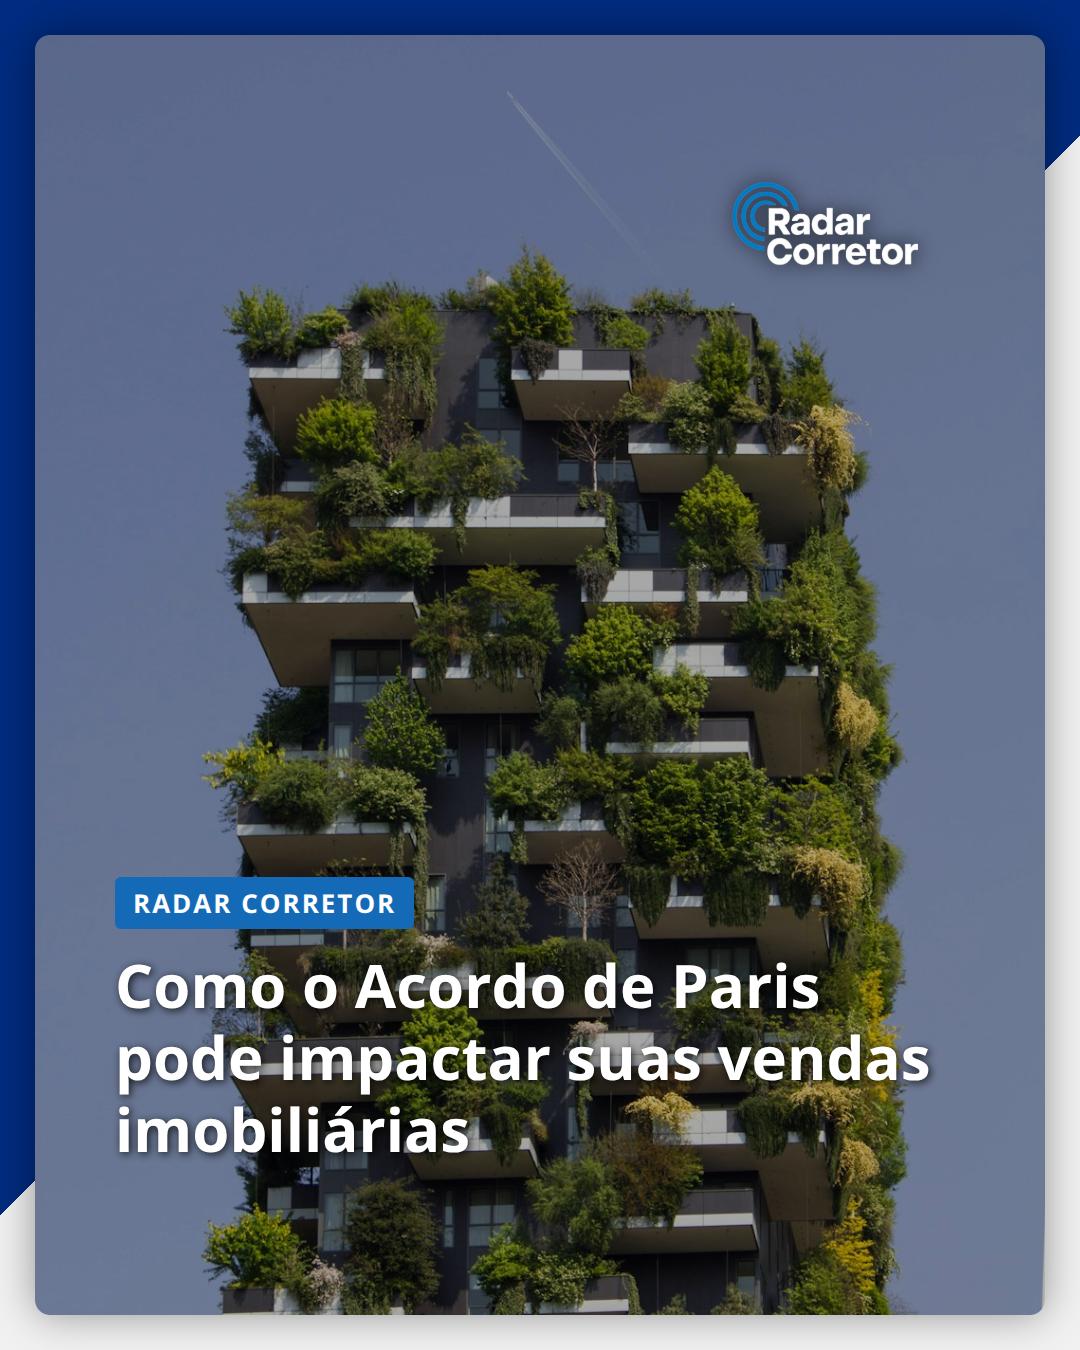 Radar
Corretor
RADAR CORRETOR
Como o Acordo de Paris
pode impactar suas vendas
imobiliárias